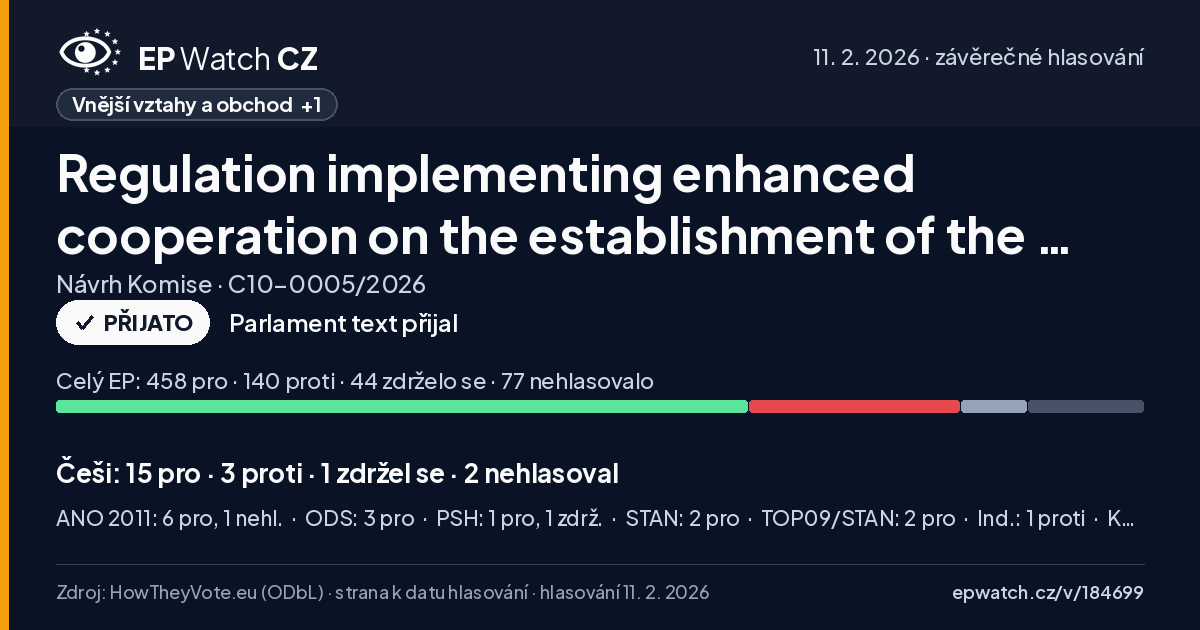 EP Watch CZ
11. 2. 2026 · závěrečné hlasování
Vnější vztahy a obchod +1
Regulation implementing enhanced
cooperation on the establishment of the ...
Návrh Komise · C10–0005/2026
✓ PŘIJATO Parlament text přijal
Celý EP: 458 pro · 140 proti · 44 zdrželo se · 77 nehlasovalo
Češi: 15 pro · 3 proti · 1 zdržel se · 2 nehlasoval
ANO 2011: 6 pro, 1 nehl. · ODS: 3 pro · PSH: 1 pro, 1 zdrž. · STAN: 2 pro · TOP09/STAN: 2 pro · Ind.: 1 proti · K...
Zdroj: HowTheyVote.eu (ODbL) · strana k datu hlasování · hlasování 11. 2. 2026
epwatch.cz/v/184699